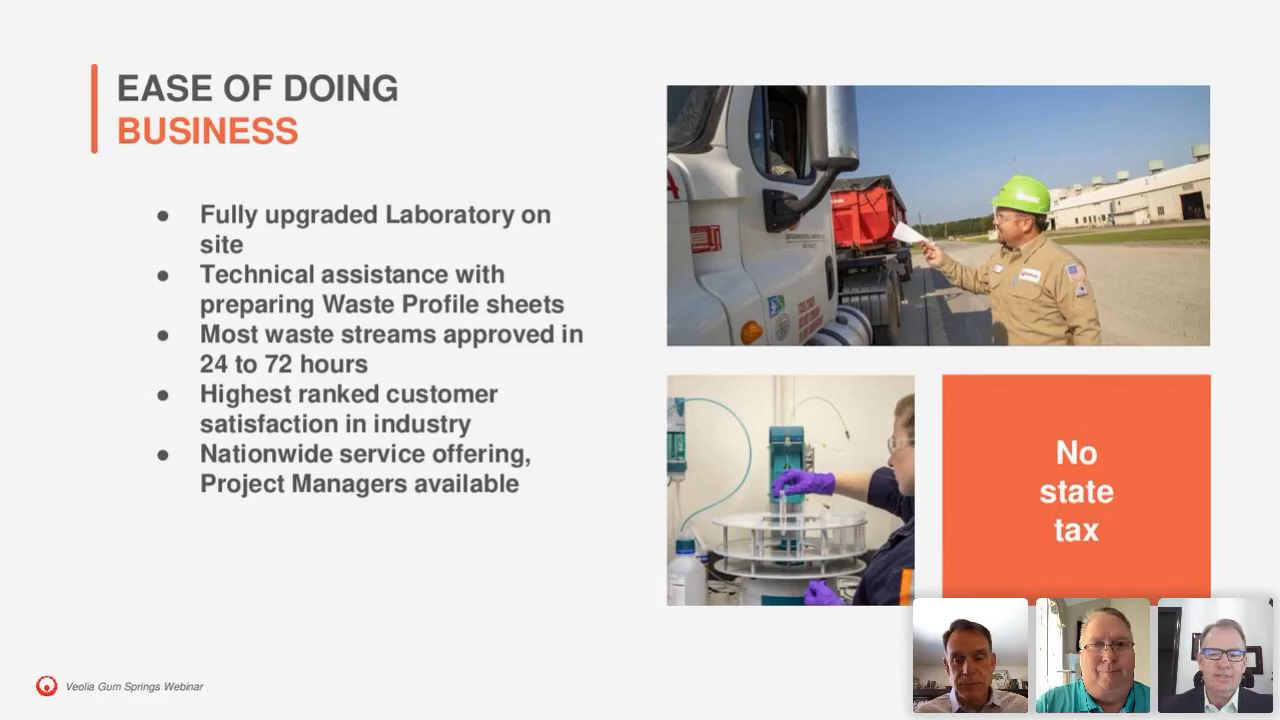 EASE OF DOING
BUSINESS
● Fully upgraded Laboratory on
site
● Technical assistance with
preparing Waste Profile sheets
● Most waste streams approved in
24 to 72 hours
● Highest ranked customer
satisfaction in industry
● Nationwide service offering,
Project Managers available
No
state
tax
Veolia Gum Springs Webinar